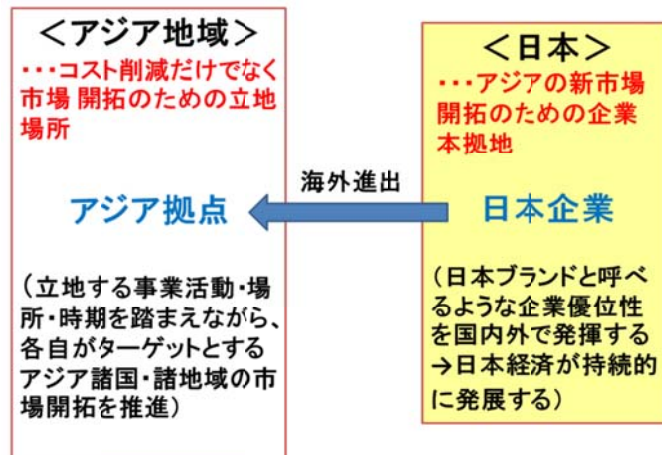 ＜アジア地域＞
･･･コスト削減だけでなく
市場 開拓のための立地
場所
アジア拠点
（立地する事業活動･場
所･時期を踏まえながら、
各自がターゲットとする
アジア諸国･諸地域の市
場開拓を推進）
海外進出
＜日本＞
･･･アジアの新市場
開拓のための企業
本拠地
日本企業
（日本ブランドと呼べ
るような企業優位性
を国内外で発揮する
→日本経済が持続的
に発展する）